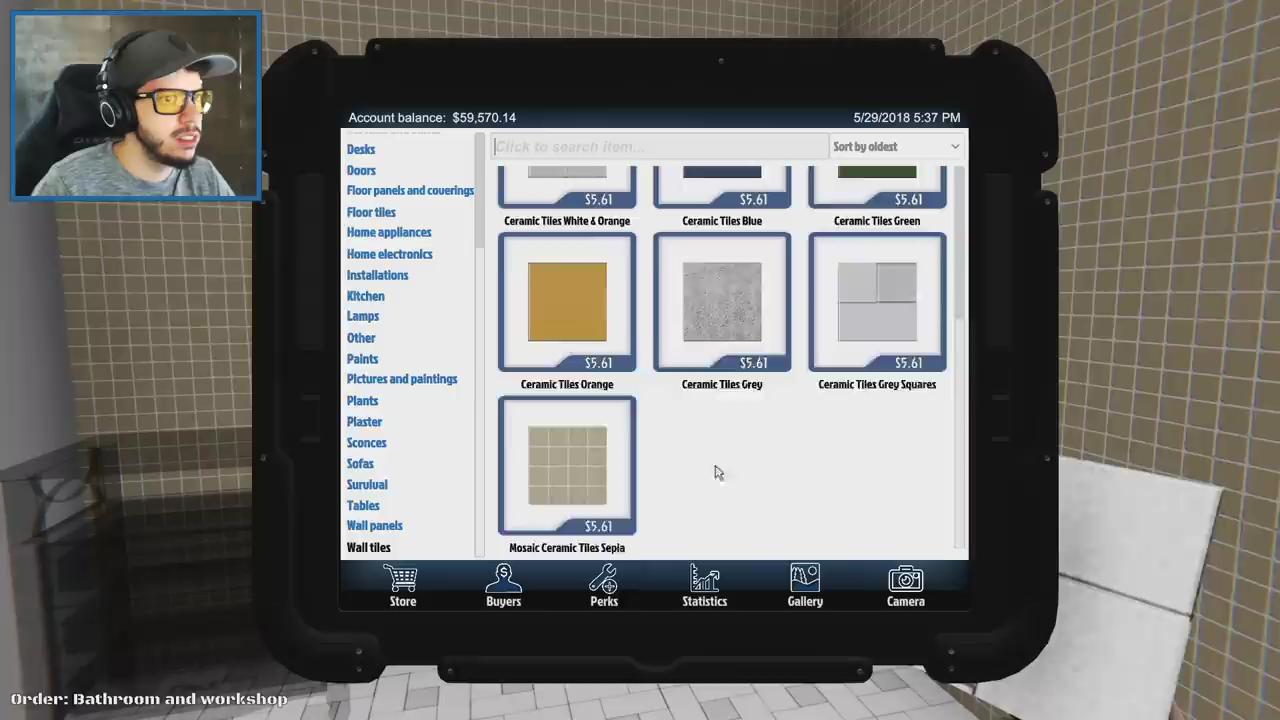 Account balance: $59,570.14
5/29/2018 5:37 PM
Click to search item...
Sort by oldest
Desks
Doors
Floor panels and coverings
Floor tiles
Home appliances
Home electronics
Installations
Kitchen
Lamps
Other
Paints
Pictures and paintings
Plants
Plaster
Sconces
Sofas
Survival
Tables
Wall panels
Wall tiles
$5.61
$5.61
$5.61
Ceramic Tiles White & Orange
Ceramic Tiles Blue
Ceramic Tiles Green
$5.61
$5.61
$5.61
Ceramic Tiles Orange
Ceramic Tiles Grey
Ceramic Tiles Grey Squares
$5.61
Mosaic Ceramic Tiles Sepia
Store
Buyers
Perks
Statistics
Gallery
Camera
Order: Bathroom and workshop